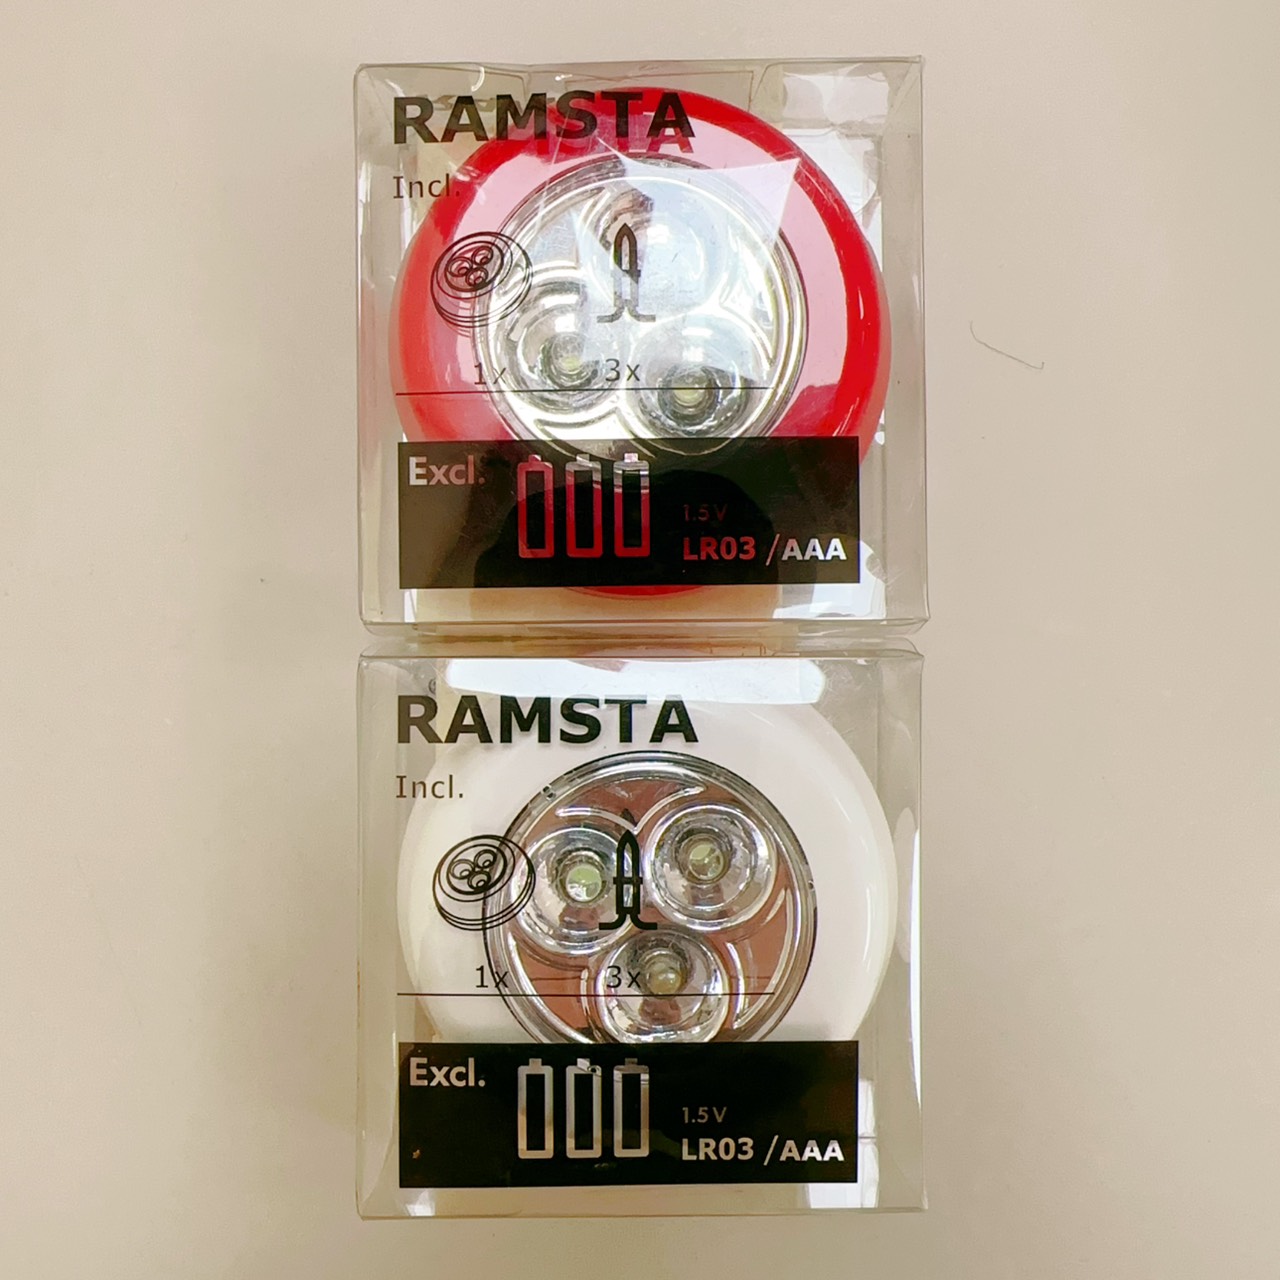 RAMSTA
Incl.
1x 3x
Excl.
1.5V
LR03 /AAA
RAMSTA
Incl.
1x 3x
Excl.
1.5V
LR03 /AAA